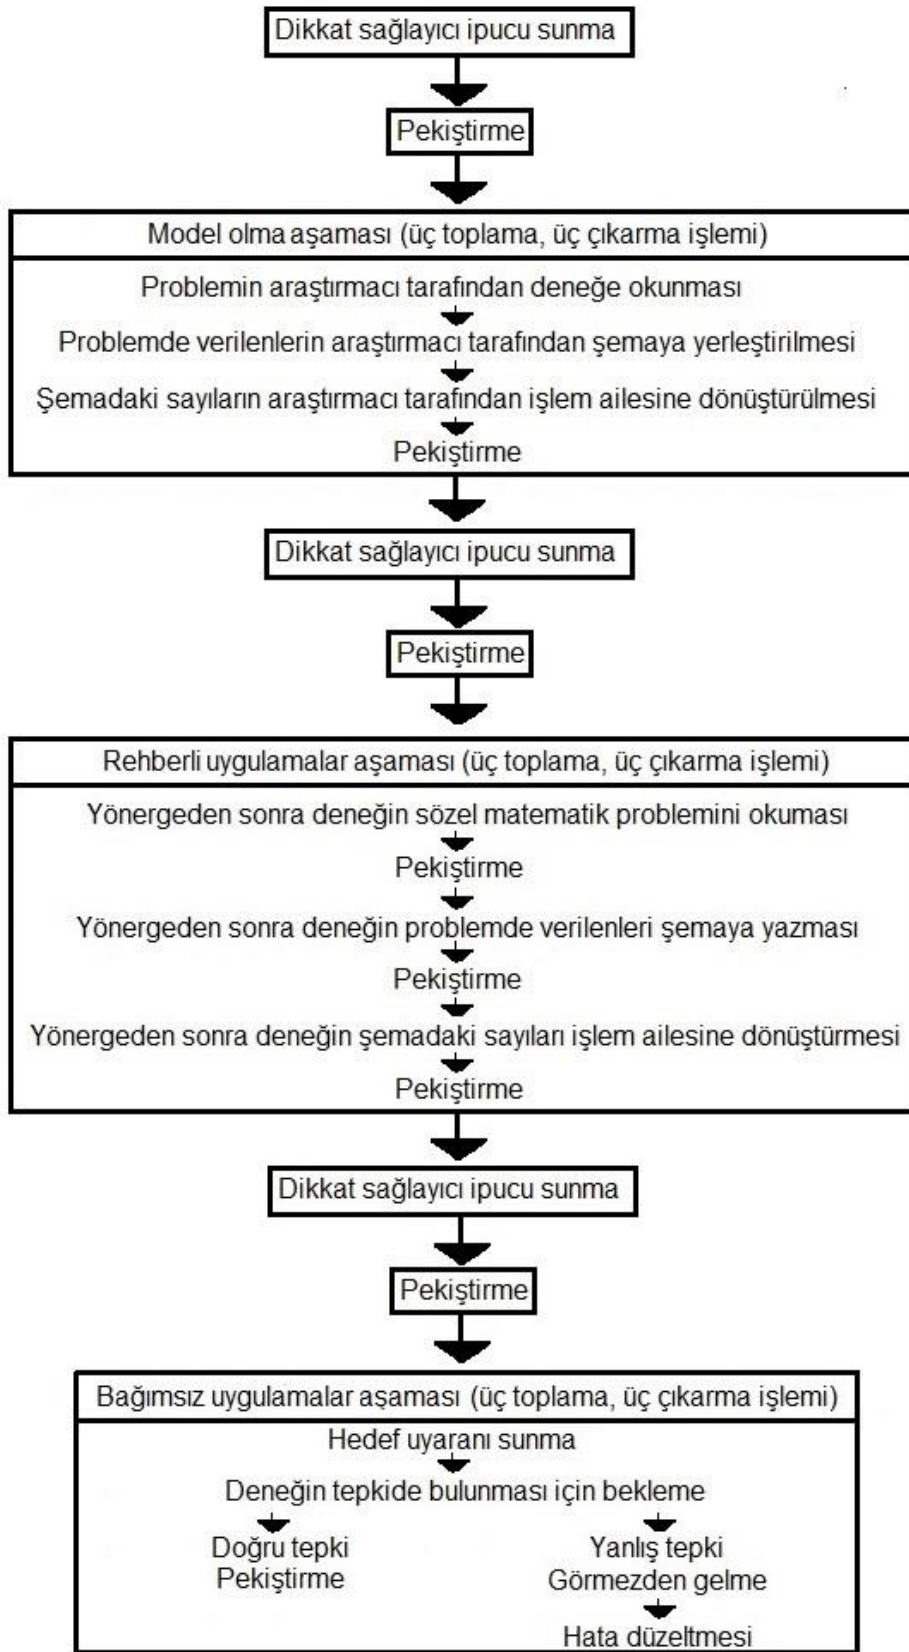 Dikkat sağlayıcı ipucu sunma
Pekiştirme
Model olma aşaması (üç toplama, üç çıkarma işlemi)
Problemin araştırmacı tarafından deneğe okunması
Problemde verilenlerin araştırmacı tarafından şemaya yerleştirilmesi
Şemadaki sayıların araştırmacı tarafından işlem ailesine dönüştürülmesi
Pekiştirme
Dikkat sağlayıcı ipucu sunma
Pekiştirme
Rehberli uygulamalar aşaması (üç toplama, üç çıkarma işlemi)
Yönergeden sonra deneğin sözel matematik problemini okuması
Pekiştirme
Yönergeden sonra deneğin problemde verilenleri şemaya yazması
Pekiştirme
Yönergeden sonra deneğin şemadaki sayıları işlem ailesine dönüştürmesi
Pekiştirme
Dikkat sağlayıcı ipucu sunma
Pekiştirme
Bağımsız uygulamalar aşaması (üç toplama, üç çıkarma işlemi)
Hedef uyaranı sunma
Deneğin tepkide bulunması için bekleme
Doğru tepki
Pekiştirme
Yanlış tepki
Görmezden gelme
Hata düzeltmesi